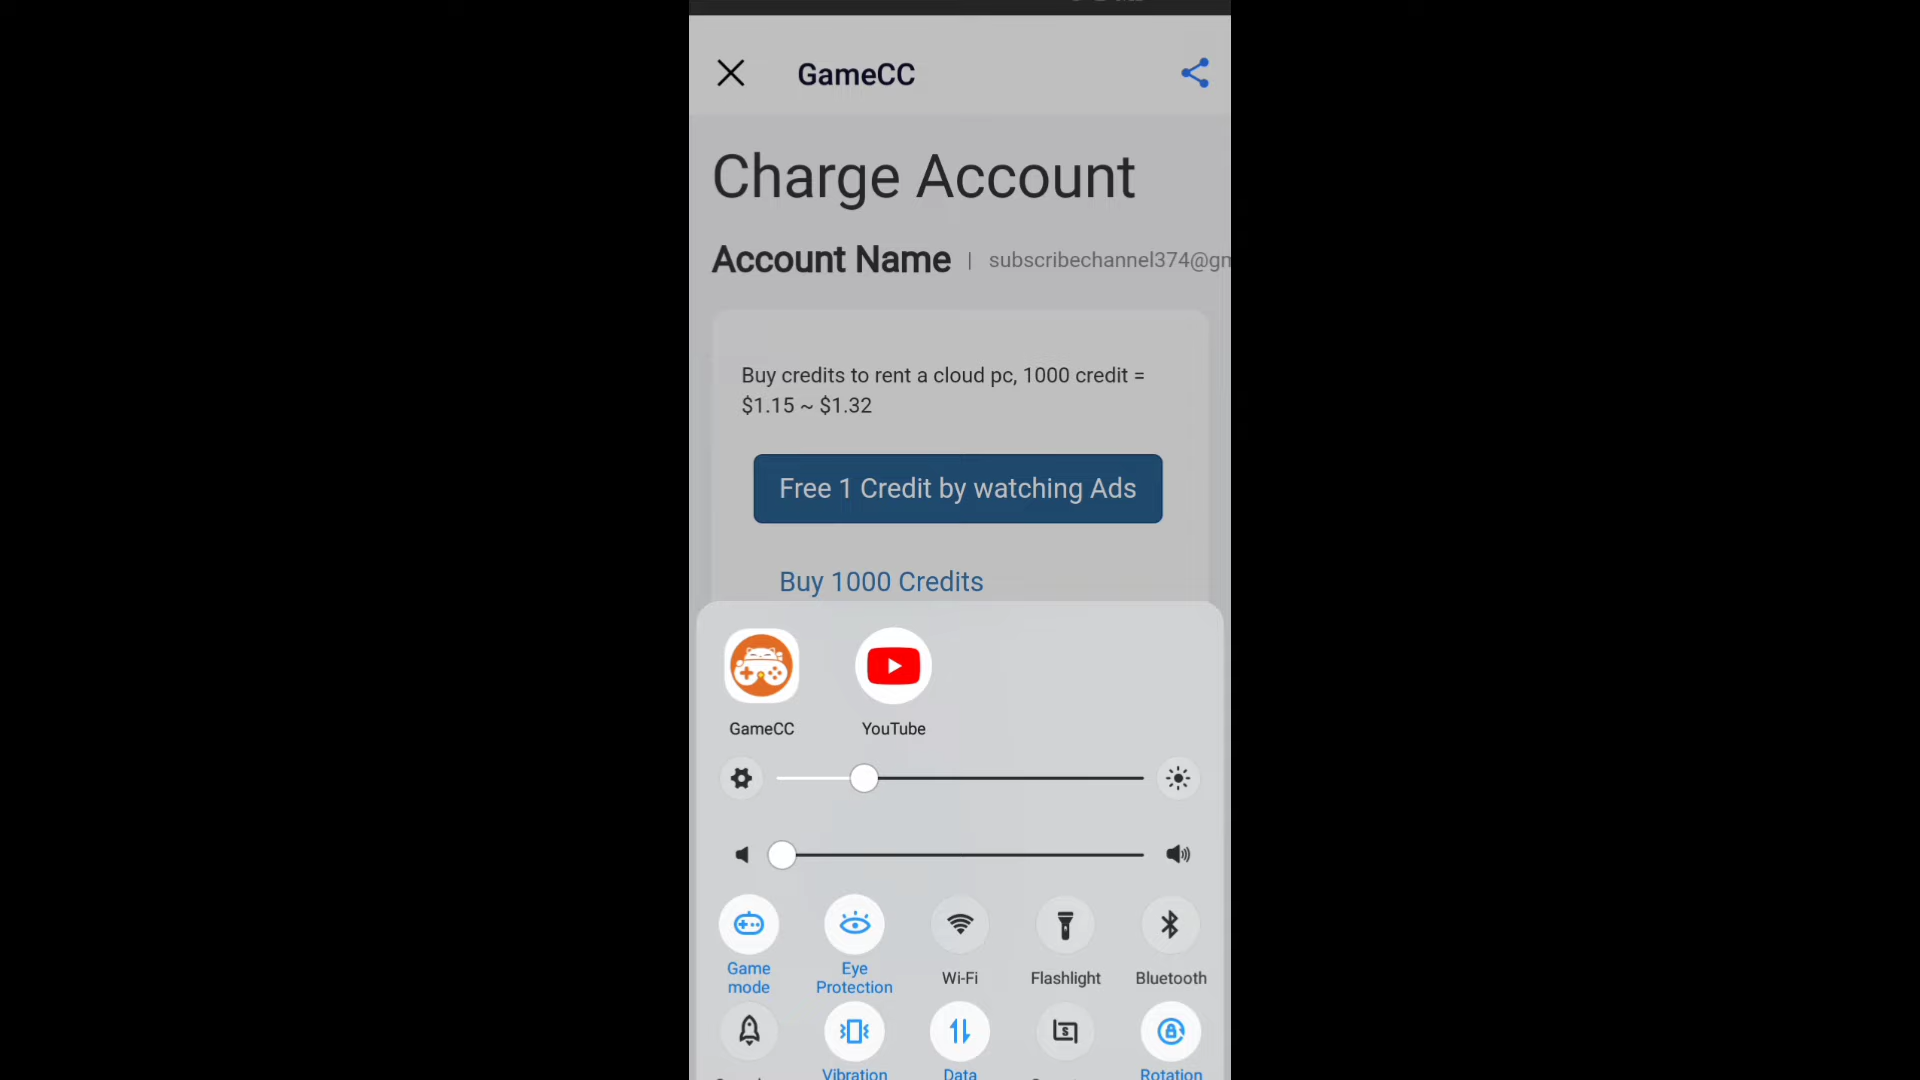 GameCC
Charge Account
Account Name | subscribechannel374@gm
Buy credits to rent a cloud pc, 1000 credit =
$1.15 ~ $1.32
Free 1 Credit by watching Ads
Buy 1000 Credits
GameCC YouTube
Game mode
Eye Protection
Wi-Fi
Flashlight
Bluetooth
Vibration
Data
Rotation